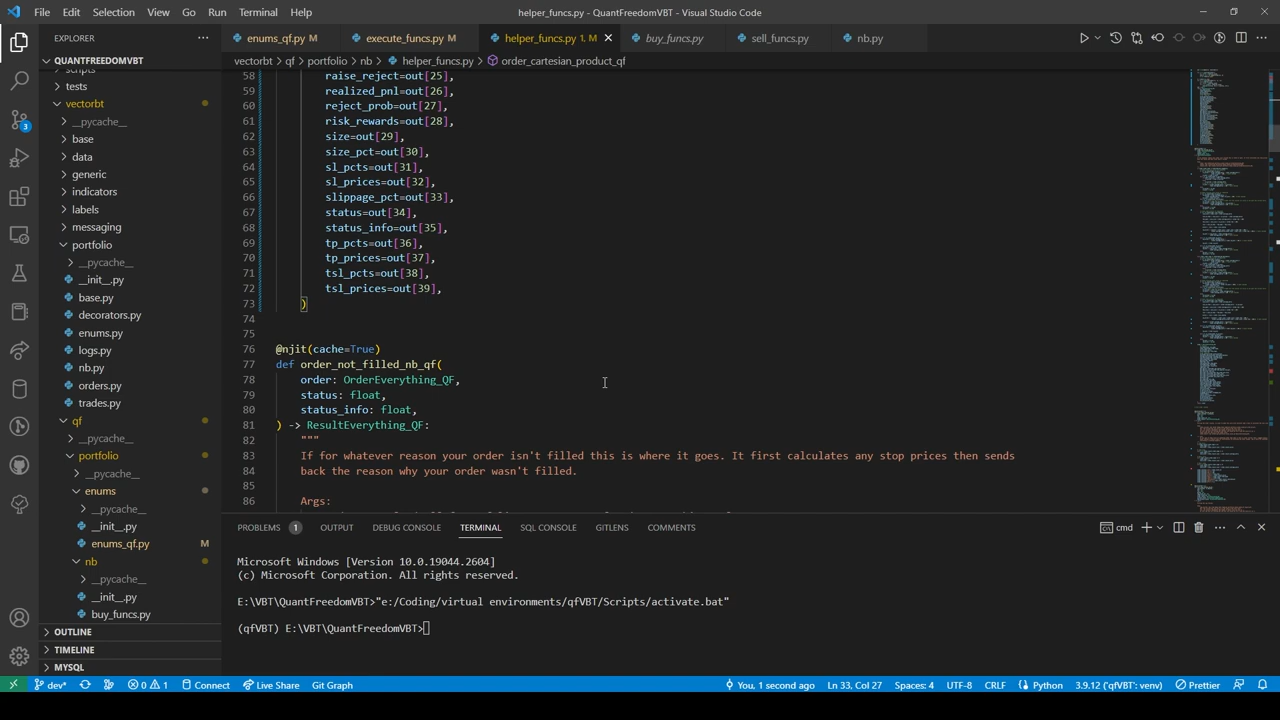 File Edit Selection View Go Run Terminal Help
helper_funcs.py - QuantFreedomVBT - Visual Studio Code
EXPLORER
enums_qf.py M
execute_funcs.py M
helper_funcs.py 1, M
buy_funcs.py
sell_funcs.py
nb.py
QUANTFREEDOMVBT
vectorbt > qf > portfolio > nb > helper_funcs.py > order_cartesian_product_qf
scripts
tests
vectorbt
__pycache__
base
data
generic
indicators
labels
messaging
portfolio
__pycache__
__init__.py
base.py
decorators.py
enums.py
logs.py
nb.py
orders.py
trades.py
qf
__pycache__
portfolio
__pycache__
enums
__pycache__
__init__.py
enums_qf.py M
nb
__pycache__
__init__.py
buy_funcs.py
OUTLINE
TIMELINE
MYSQL
58 raise_reject=out[25],
59 realized_pnl=out[26],
60 reject_prob=out[27],
61 risk_rewards=out[28],
62 size=out[29],
63 size_pct=out[30],
64 sl_pcts=out[31],
65 sl_prices=out[32],
66 slippage_pct=out[33],
67 status=out[34],
68 status_info=out[35],
69 tp_pcts=out[36],
70 tp_prices=out[37],
71 tsl_pcts=out[38],
72 tsl_prices=out[39],
73 )
74
75
76 @njit(cache=True)
77 def order_not_filled_nb_qf(
78 order: OrderEverything_QF,
79 status: float,
80 status_info: float,
81 ) -> ResultEverything_QF:
82 """
83 If for whatever reason your order isn't filled this is where it goes. It first calculates any stop prices then sends
84 back the reason why your order wasn't filled.
85
86 Args:
PROBLEMS 1 OUTPUT DEBUG CONSOLE TERMINAL SQL CONSOLE GITLENS COMMENTS
cmd
Microsoft Windows [Version 10.0.19044.2604]
(c) Microsoft Corporation. All rights reserved.
E:\VBT\QuantFreedomVBT>"e:/Coding/virtual environments/qfVBT/Scripts/activate.bat"
(qfVBT) E:\VBT\QuantFreedomVBT>
3
dev* 0 1 Connect Live Share Git Graph You, 1 second ago Ln 33, Col 27 Spaces: 4 UTF-8 CRLF Python 3.9.12 ('qfVBT': venv) Prettier